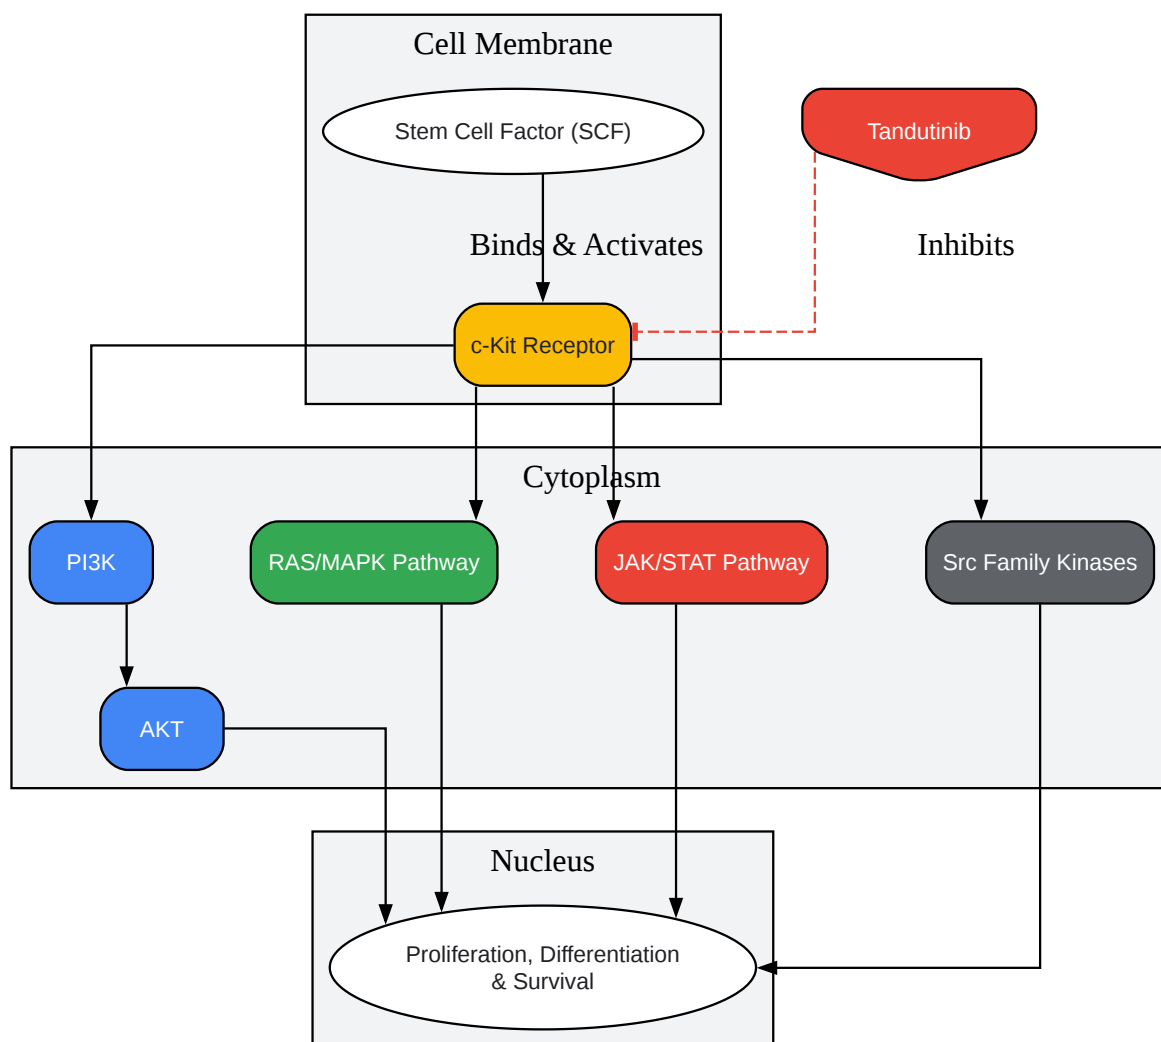 Cell Membrane
Stem Cell Factor (SCF)
Tandutinib
Binds & Activates
Inhibits
c-Kit Receptor
Cytoplasm
PI3K
RAS/MAPK Pathway
JAK/STAT Pathway
Src Family Kinases
AKT
Nucleus
Proliferation, Differentiation
& Survival